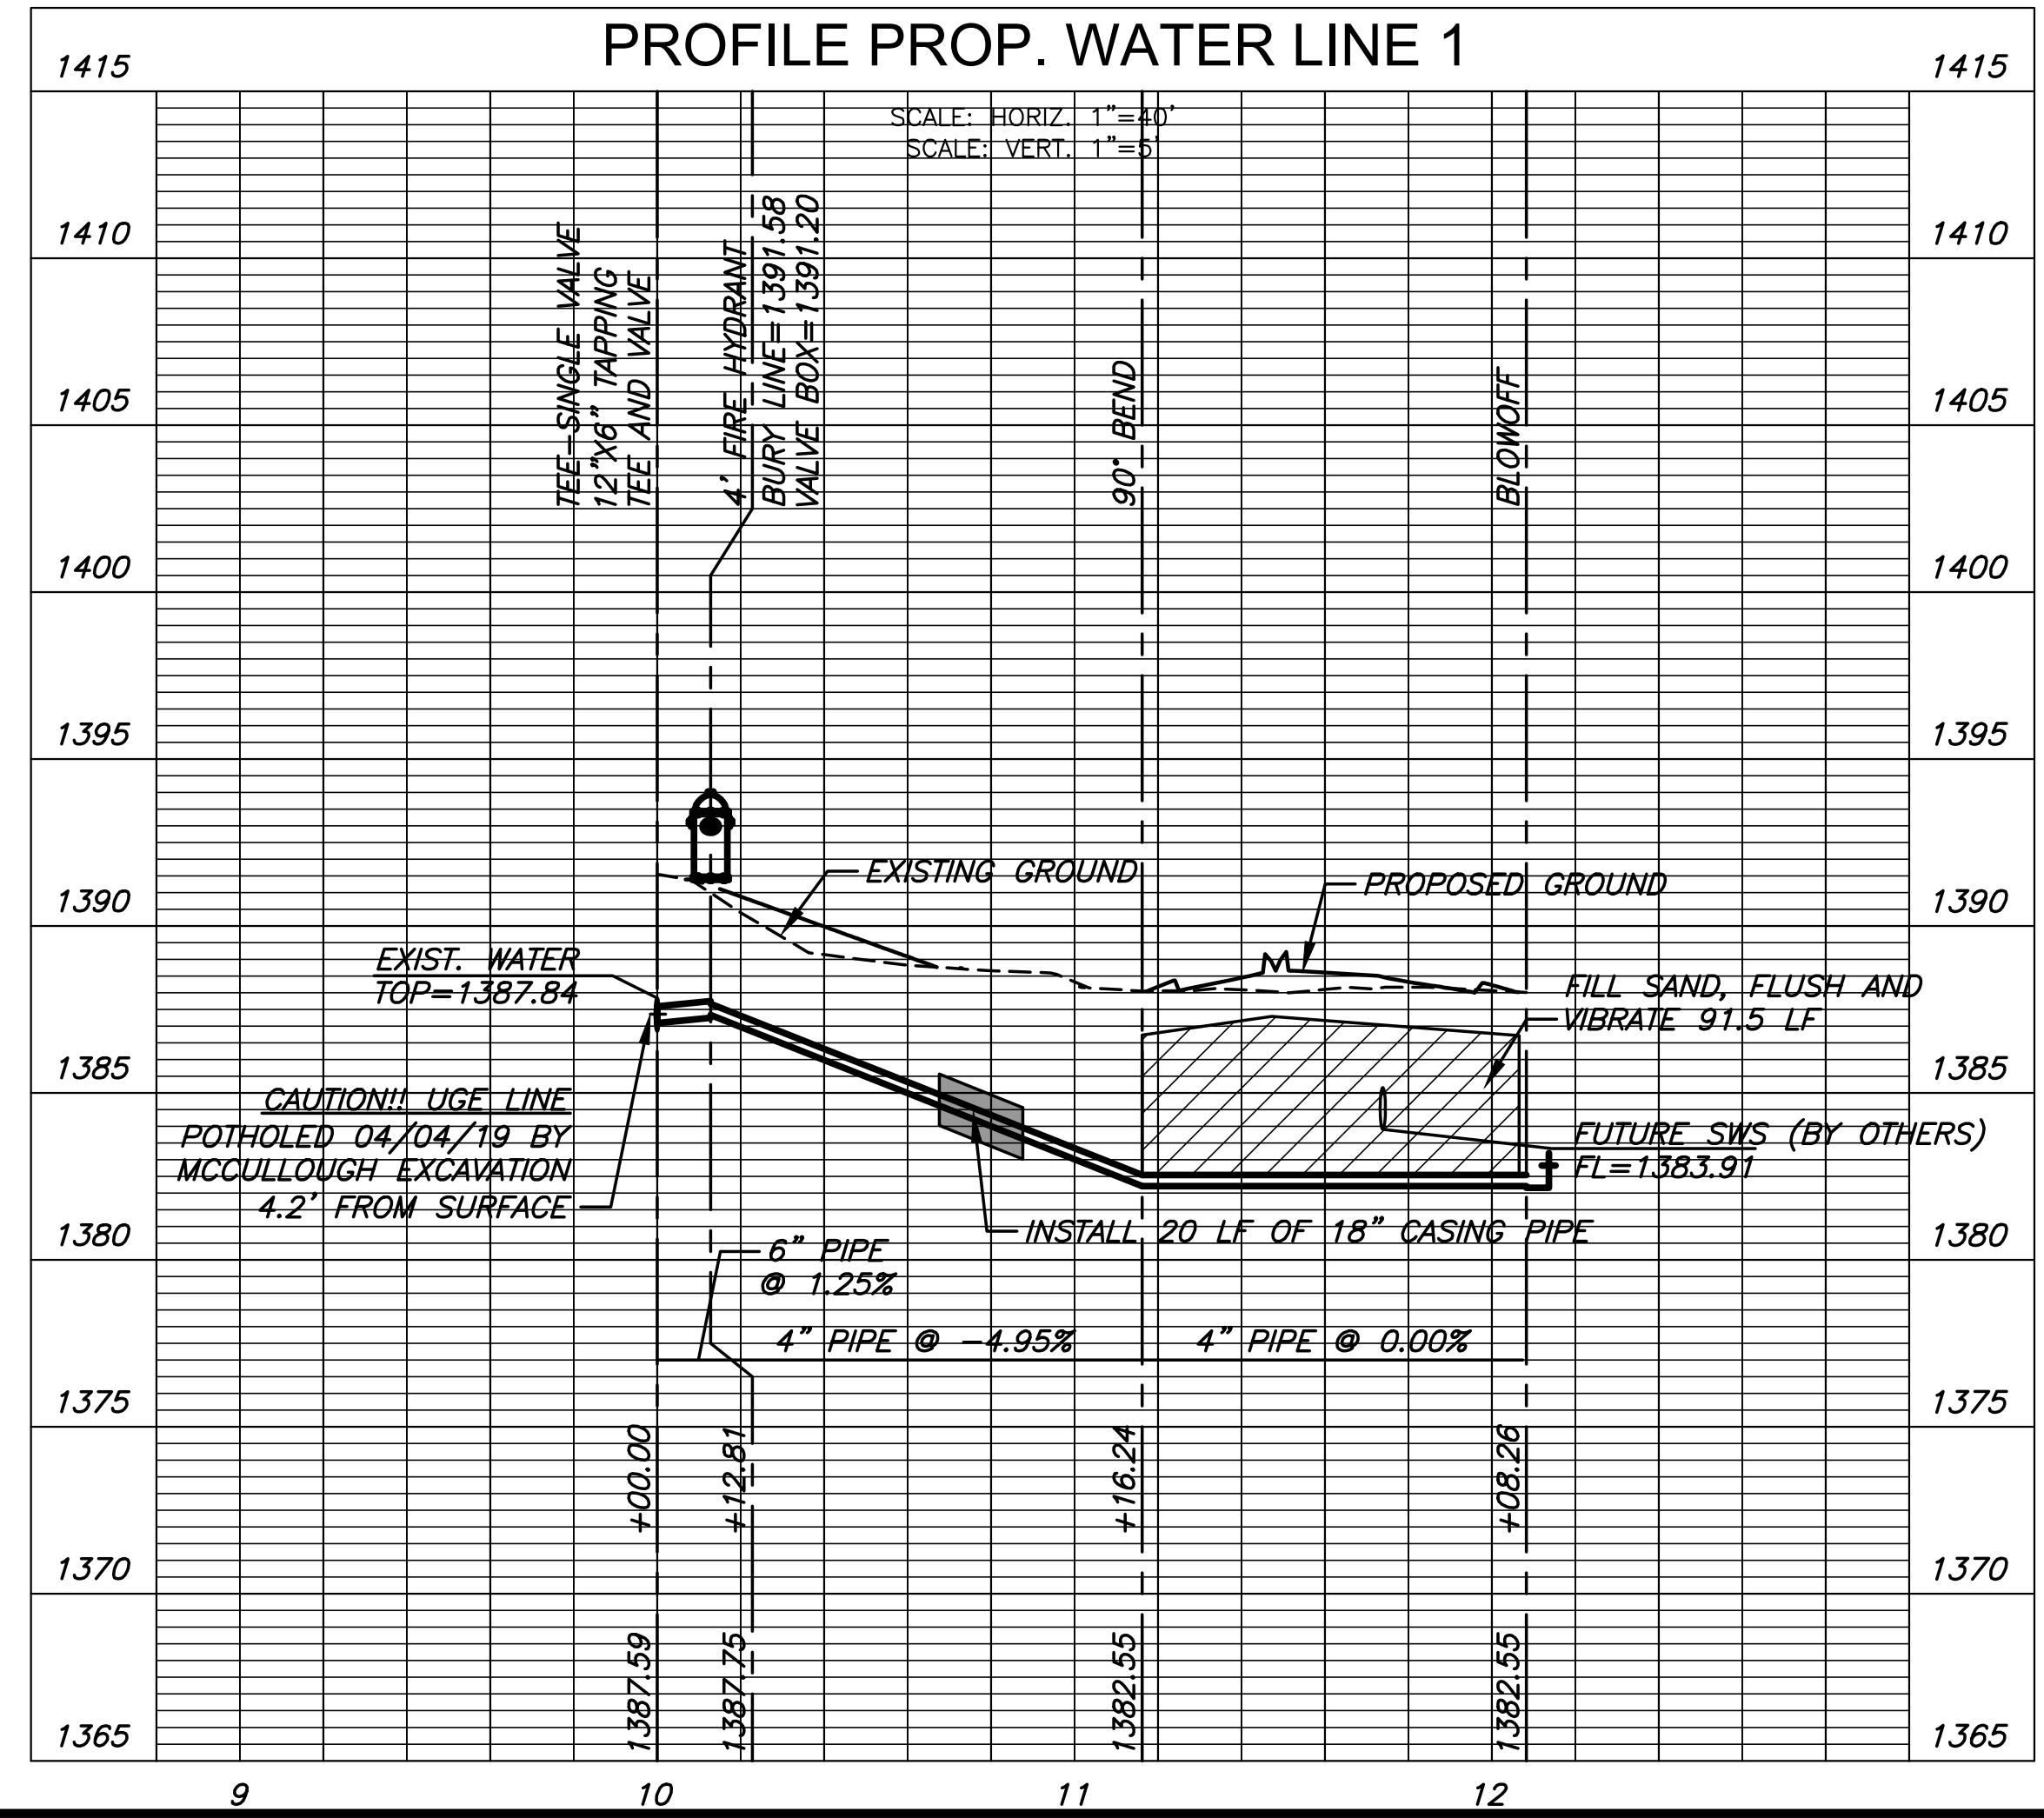 PROFILE PROP. WATER LINE 1
SCALE: HORIZ. 1"=40'
SCALE: VERT. 1"=5'
1415 1415
1410 1410
1405 1405
1400 1400
1395 1395
1390 1390
1385 1385
1380 1380
1375 1375
1370 1370
1365 1365
TEE-SINGLE VALVE
12"X6" TAPPING
TEE AND VALVE
4' FIRE HYDRANT
BURY LINE=1391.58
VALVE BOX=1391.20
90° BEND
BLOWOFF
EXISTING GROUND
PROPOSED GROUND
EXIST. WATER
TOP=1387.84
FILL SAND, FLUSH AND
VIBRATE 91.5 LF
CAUTION!! UGE LINE
POTHOLED 04/04/19 BY
MCCULLOUGH EXCAVATION
4.2' FROM SURFACE
FUTURE SWS (BY OTHERS)
FL=1383.91
INSTALL 20 LF OF 18" CASING PIPE
6" PIPE
@ 1.25%
4" PIPE @ -4.95%
4" PIPE @ 0.00%
+00.00
+12.81
+16.24
+08.26
1387.59
1387.75
1382.55
1382.55
9 10 11 12